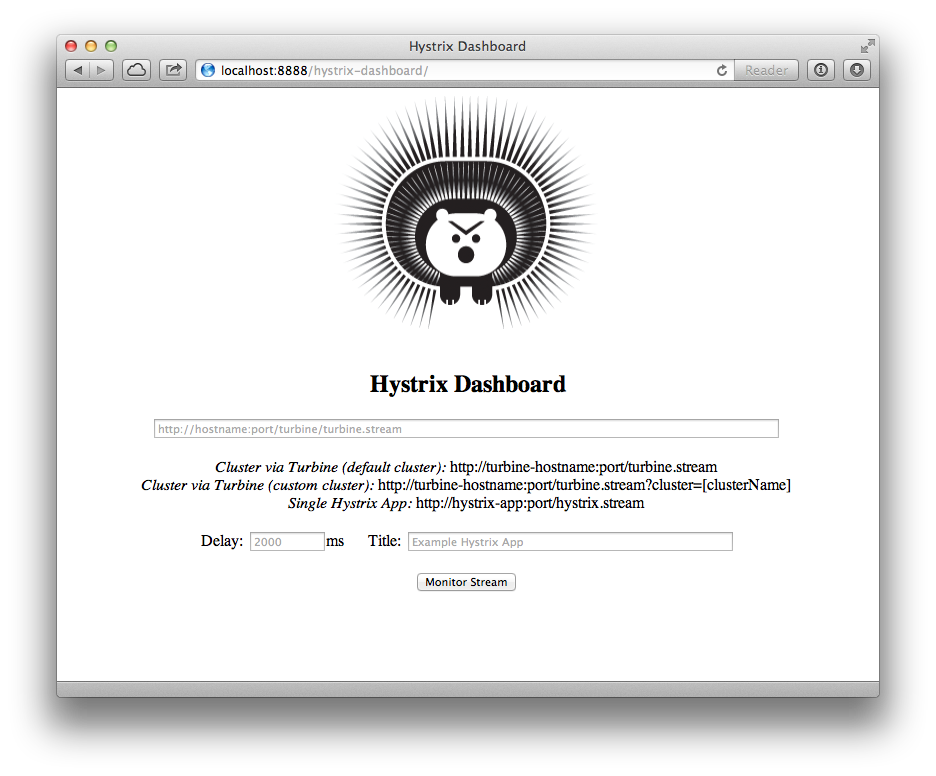 Hystrix Dashboard
localhost:8888/hystrix-dashboard/
Reader
Hystrix Dashboard
http://hostname:port/turbine/turbine.stream
Cluster via Turbine (default cluster): http://turbine-hostname:port/turbine.stream
Cluster via Turbine (custom cluster): http://turbine-hostname:port/turbine.stream?cluster=[clusterName]
Single Hystrix App: http://hystrix-app:port/hystrix.stream
Delay: 2000 ms Title: Example Hystrix App
Monitor Stream